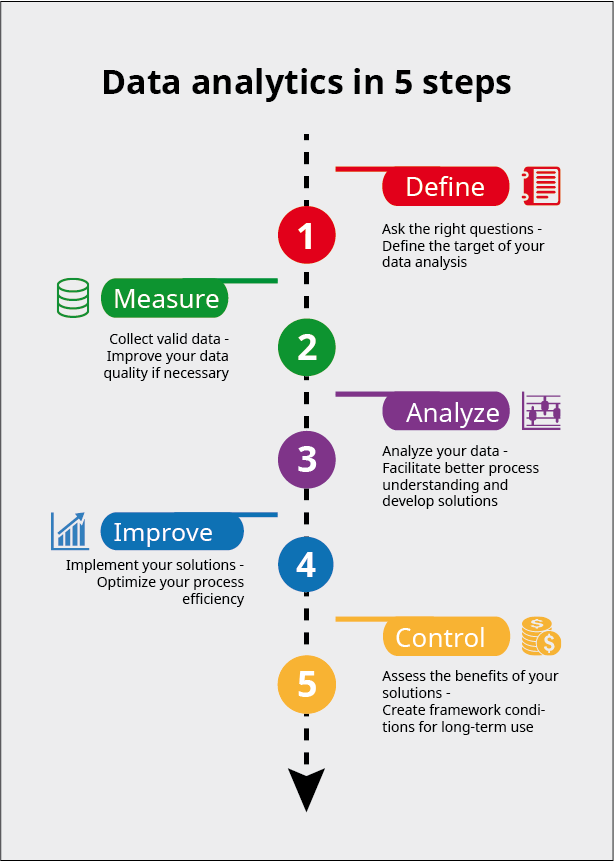 Data analytics in 5 steps
Define
1
Ask the right questions -
Define the target of your
data analysis
Measure
2
Collect valid data -
Improve your data
quality if necessary
Analyze
3
Analyze your data -
Facilitate better process
understanding and
develop solutions
Improve
4
Implement your solutions -
Optimize your process
efficiency
Control
$
$
5
Assess the benefits of your
solutions -
Create framework condi-
tions for long-term use